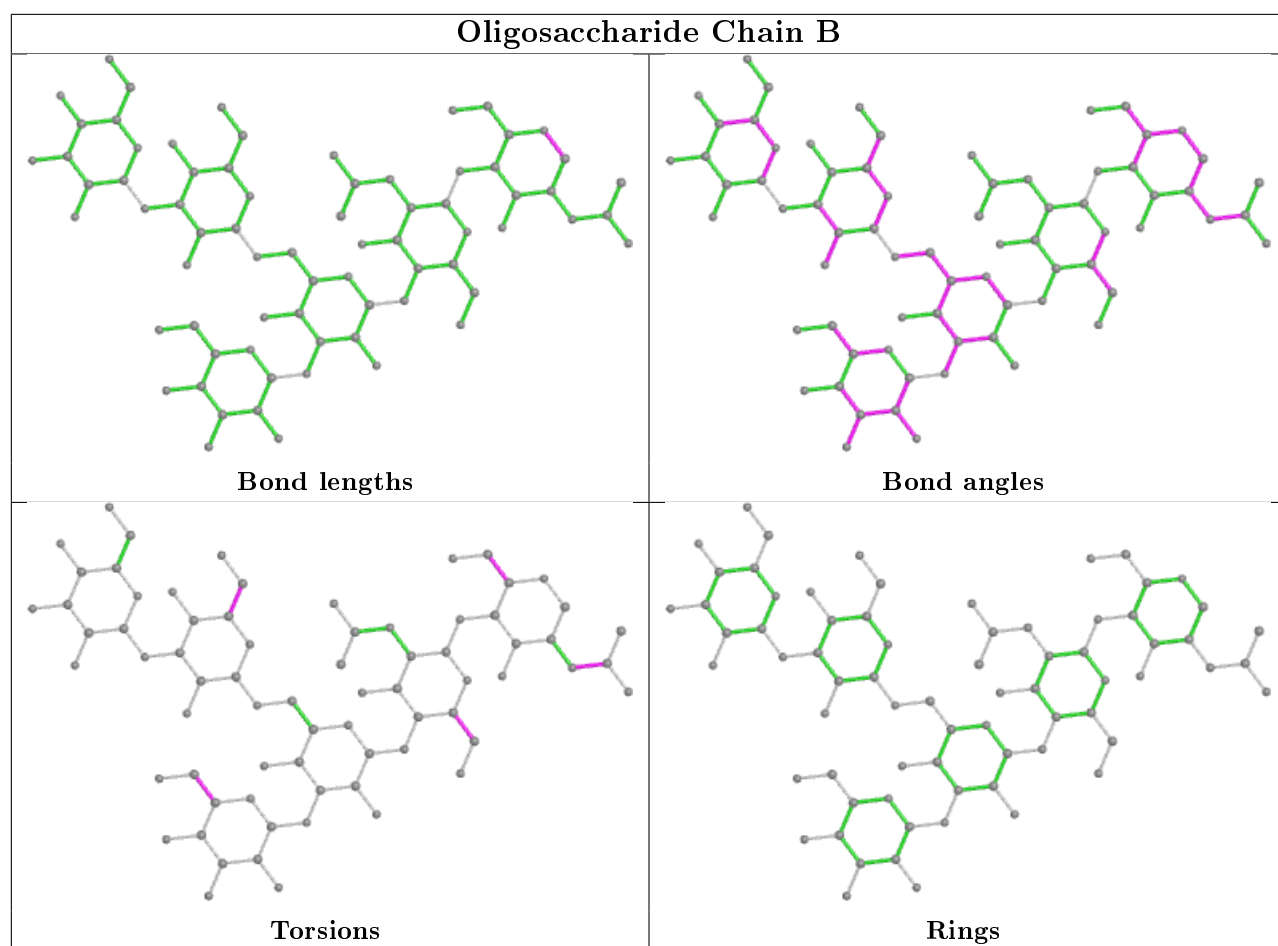 Oligosaccharide Chain B
Bond lengths
Bond angles
Torsions
Rings